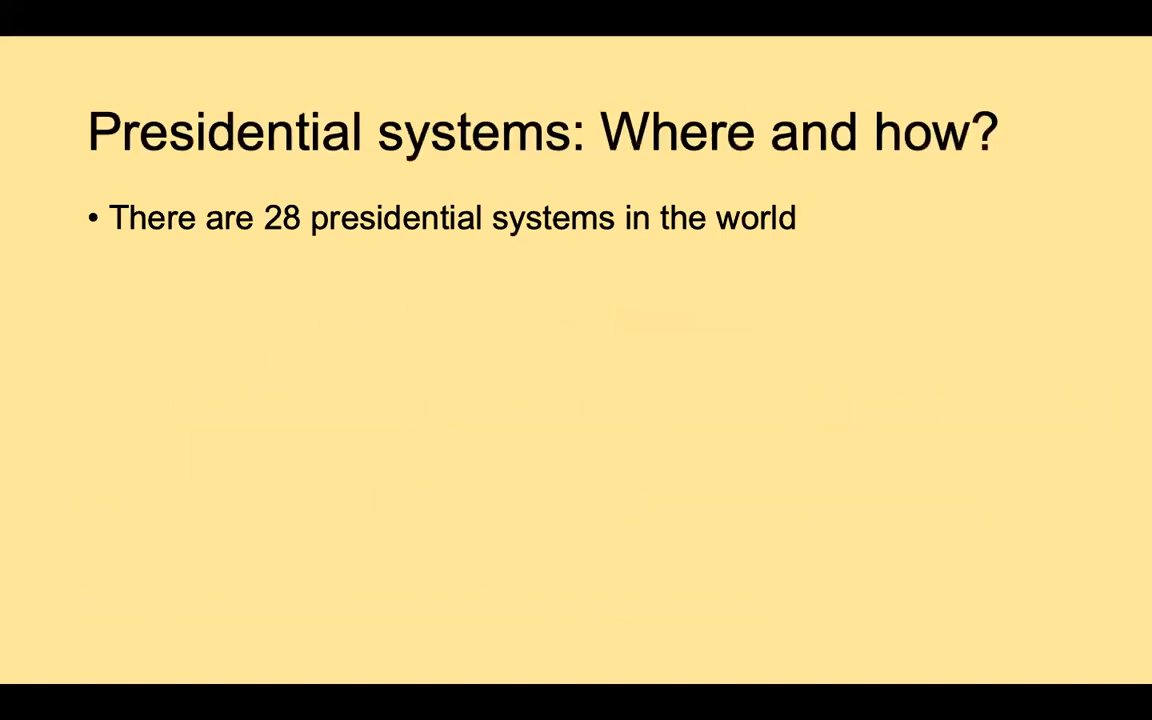 Presidential systems: Where and how?
• There are 28 presidential systems in the world